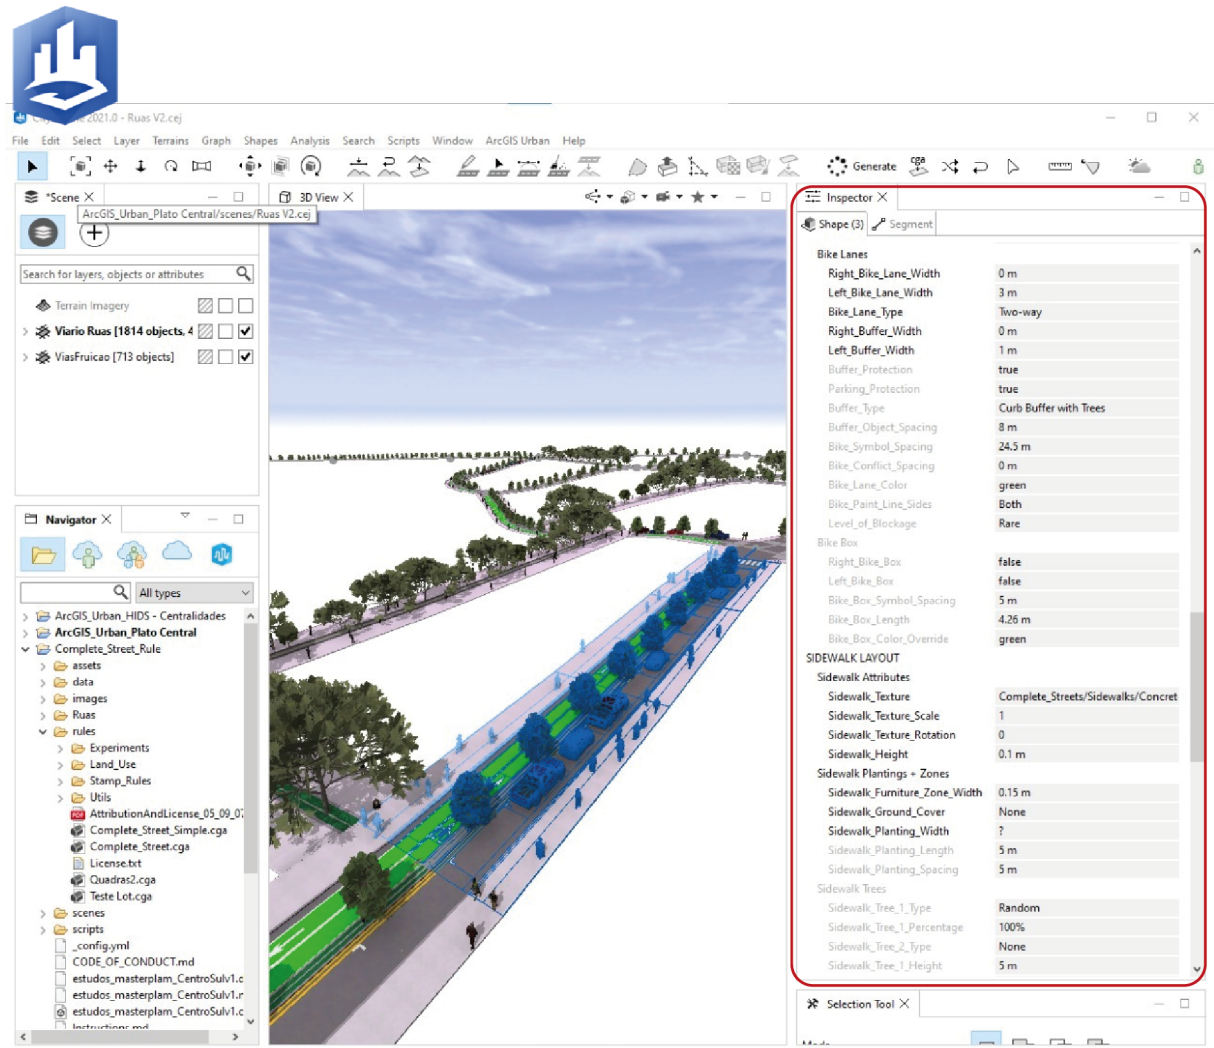 2021.0 - Ruas V2.cej
File Edit Select Layer Terrains Graph Shapes Analysis Search Scripts Window ArcGIS Urban Help
cga
Generate
*Scene
ArcGIS_Urban_Plato Central/scenes/Ruas V2.cej
Search for layers, objects or attributes
Terrain Imagery
Viario Ruas [1814 objects, 4
ViasFruicao [713 objects]
Navigator
All types
ArcGIS_Urban_HIDS - Centralidades
ArcGIS_Urban_Plato Central
Complete_Street_Rule
assets
data
images
Ruas
rules
Experiments
Land_Use
Stamp_Rules
Utils
AttributionAndLicense_05_09_07
Complete_Street_Simple.cga
Complete_Street.cga
License.txt
Quadras2.cga
Teste Lot.cga
scenes
scripts
_config.yml
CODE_OF_CONDUCT.md
estudos_masterplam_CentroSulv1.c
estudos_masterplam_CentroSulv1.r
estudos_masterplam_CentroSulv1.c
Instructions.md
3D View
Inspector
Shape (3) Segment
Bike Lanes
Right_Bike_Lane_Width 0 m
Left_Bike_Lane_Width 3 m
Bike_Lane_Type Two-way
Right_Buffer_Width 0 m
Left_Buffer_Width 1 m
Buffer_Protection true
Parking_Protection true
Buffer_Type Curb Buffer with Trees
Buffer_Object_Spacing 8 m
Bike_Symbol_Spacing 24.5 m
Bike_Conflict_Spacing 0 m
Bike_Lane_Color green
Bike_Paint_Line_Sides Both
Level_of_Blockage Rare
Bike Box
Right_Bike_Box false
Left_Bike_Box false
Bike_Box_Symbol_Spacing 5 m
Bike_Box_Length 4.26 m
Bike_Box_Color_Override green
SIDEWALK LAYOUT
Sidewalk Attributes
Sidewalk_Texture Complete_Streets/Sidewalks/Concret
Sidewalk_Texture_Scale 1
Sidewalk_Texture_Rotation 0
Sidewalk_Height 0.1 m
Sidewalk Plantings + Zones
Sidewalk_Furniture_Zone_Width 0.15 m
Sidewalk_Ground_Cover None
Sidewalk_Planting_Width ?
Sidewalk_Planting_Length 5 m
Sidewalk_Planting_Spacing 5 m
Sidewalk Trees
Sidewalk_Tree_1_Type Random
Sidewalk_Tree_1_Percentage 100%
Sidewalk_Tree_2_Type None
Sidewalk_Tree_1_Height 5 m
Selection Tool